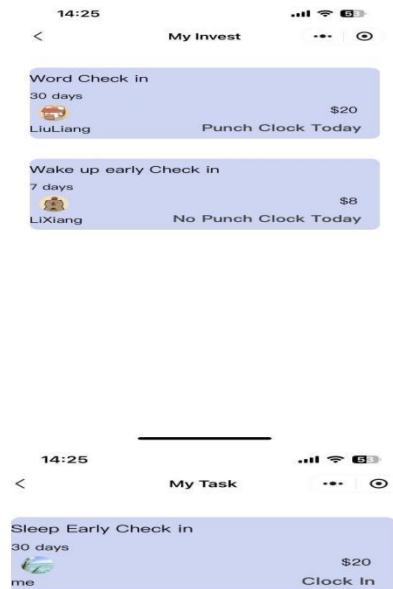 14:25
53
My Invest
Word Check in
30 days
$20
LiuLiang Punch Clock Today
Wake up early Check in
7 days
$8
LiXiang No Punch Clock Today
14:25
53
My Task
Sleep Early Check in
30 days
$20
me Clock In